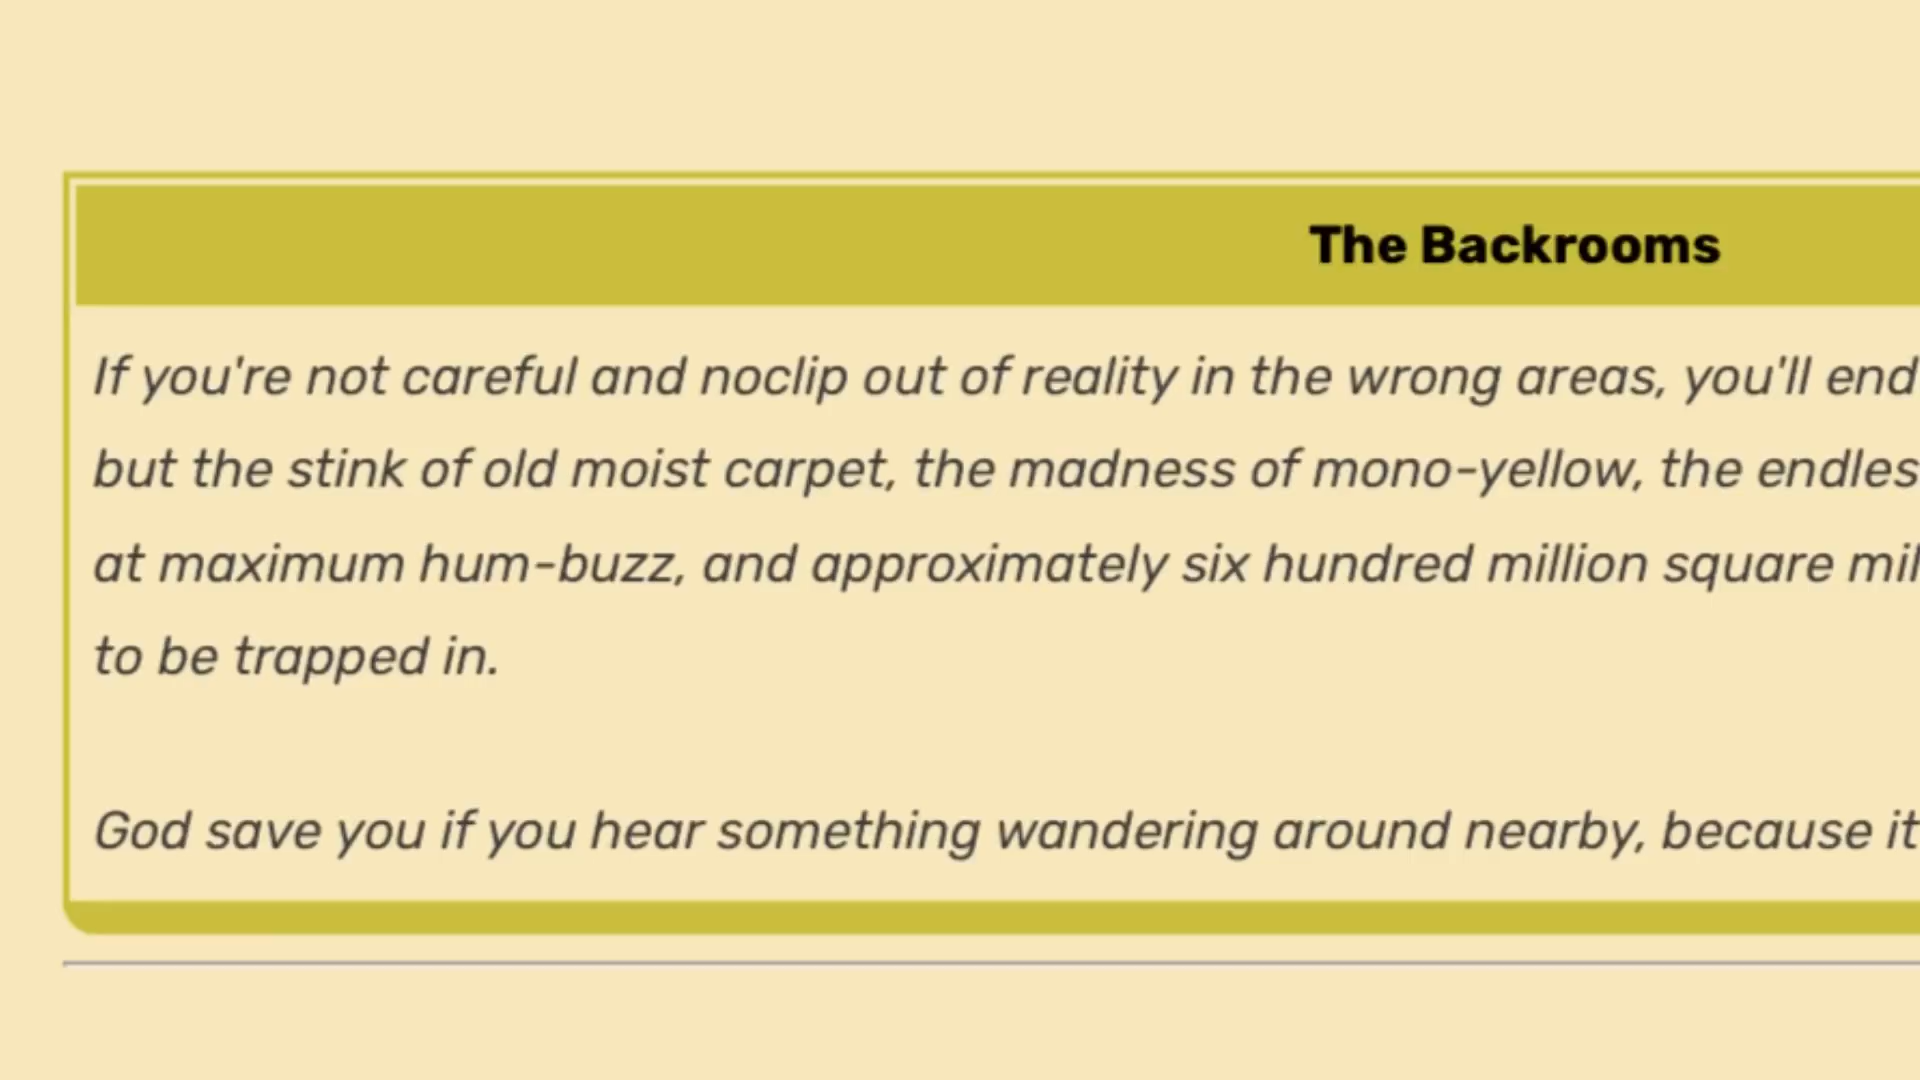 The Backrooms
If you're not careful and noclip out of reality in the wrong areas, you'll end
but the stink of old moist carpet, the madness of mono-yellow, the endles
at maximum hum-buzz, and approximately six hundred million square mil
to be trapped in.
God save you if you hear something wandering around nearby, because it